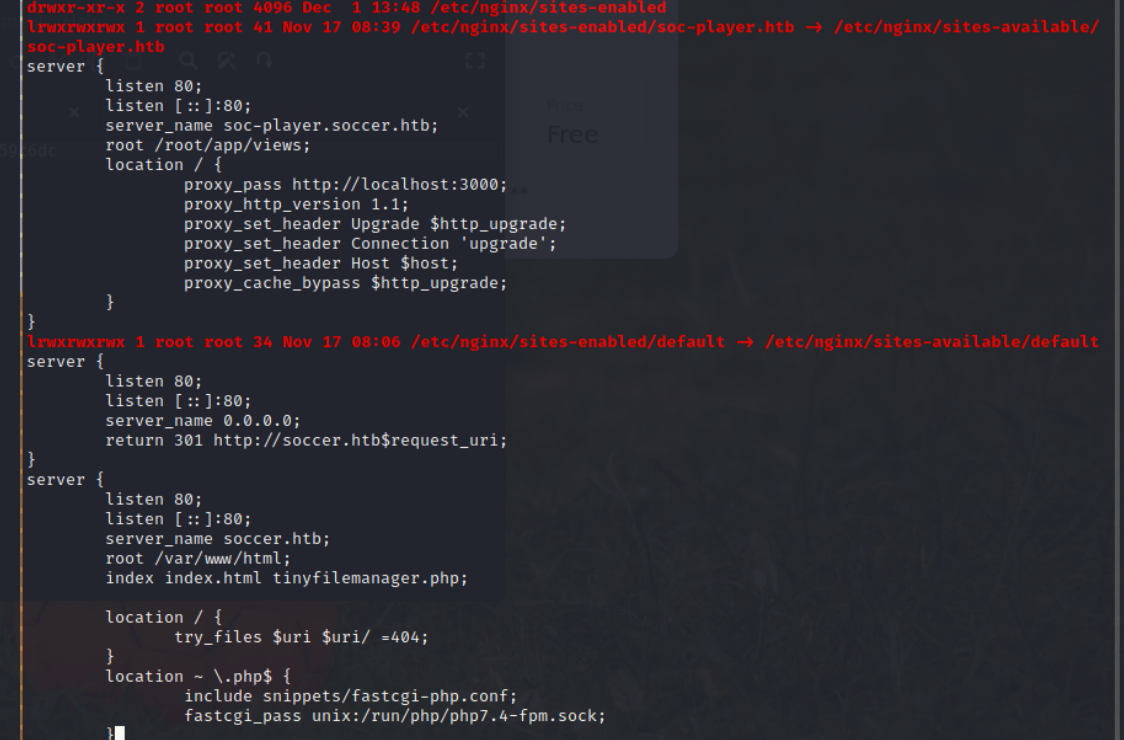 drwxr-xr-x 2 root root 4096 Dec  1 13:48 /etc/nginx/sites-enabled
lrwxrwxrwx 1 root root 41 Nov 17 08:39 /etc/nginx/sites-enabled/soc-player.htb → /etc/nginx/sites-available/
soc-player.htb
server {
        listen 80;
        listen [::]:80;
        server_name soc-player.soccer.htb;
        root /root/app/views;
        location / {
                proxy_pass http://localhost:3000;
                proxy_http_version 1.1;
                proxy_set_header Upgrade $http_upgrade;
                proxy_set_header Connection 'upgrade';
                proxy_set_header Host $host;
                proxy_cache_bypass $http_upgrade;
        }
}
Price
Free
lrwxrwxrwx 1 root root 34 Nov 17 08:06 /etc/nginx/sites-enabled/default → /etc/nginx/sites-available/default
server {
        listen 80;
        listen [::]:80;
        server_name 0.0.0.0;
        return 301 http://soccer.htb$request_uri;
}
server {
        listen 80;
        listen [::]:80;
        server_name soccer.htb;
        root /var/www/html;
        index index.html tinyfilemanager.php;

        location / {
               try_files $uri $uri/ =404;
        }
        location ~ \.php$ {
                include snippets/fastcgi-php.conf;
                fastcgi_pass unix:/run/php/php7.4-fpm.sock;
        }